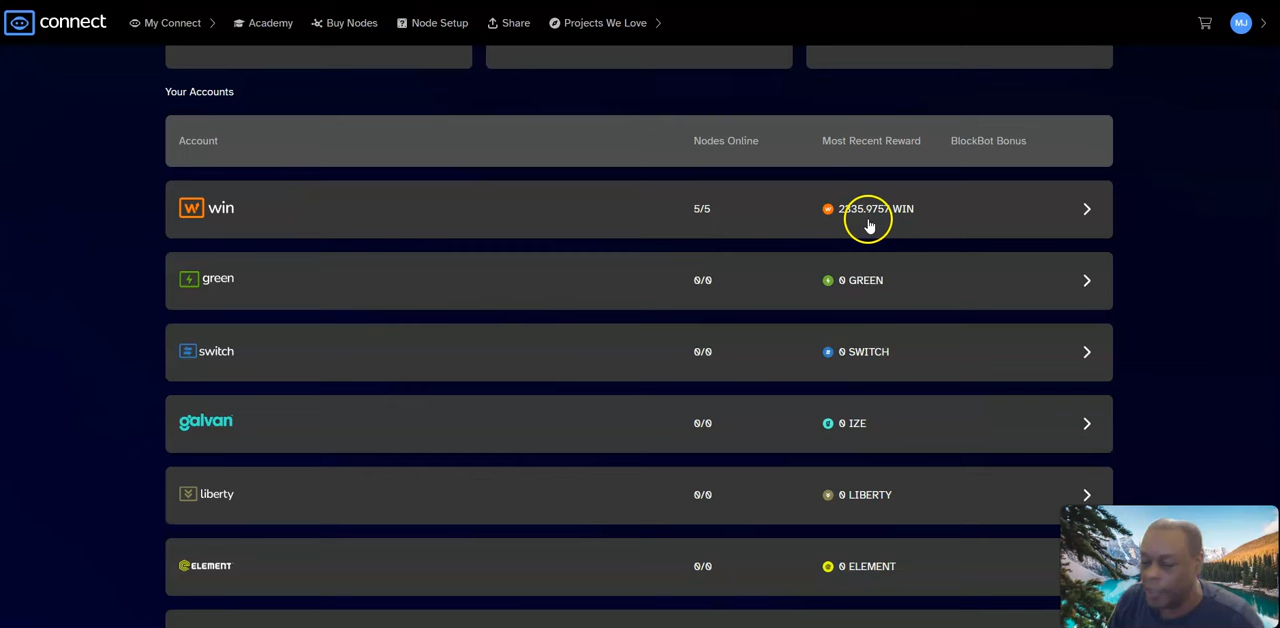 connect My Connect Academy Buy Nodes Node Setup Share Projects We Love MJ
Your Accounts
Account Nodes Online Most Recent Reward BlockBot Bonus
win 5/5 2335.9757 WIN
green 0/0 0 GREEN
switch 0/0 0 SWITCH
galvan 0/0 0 IZE
liberty 0/0 0 LIBERTY
ELEMENT 0/0 0 ELEMENT